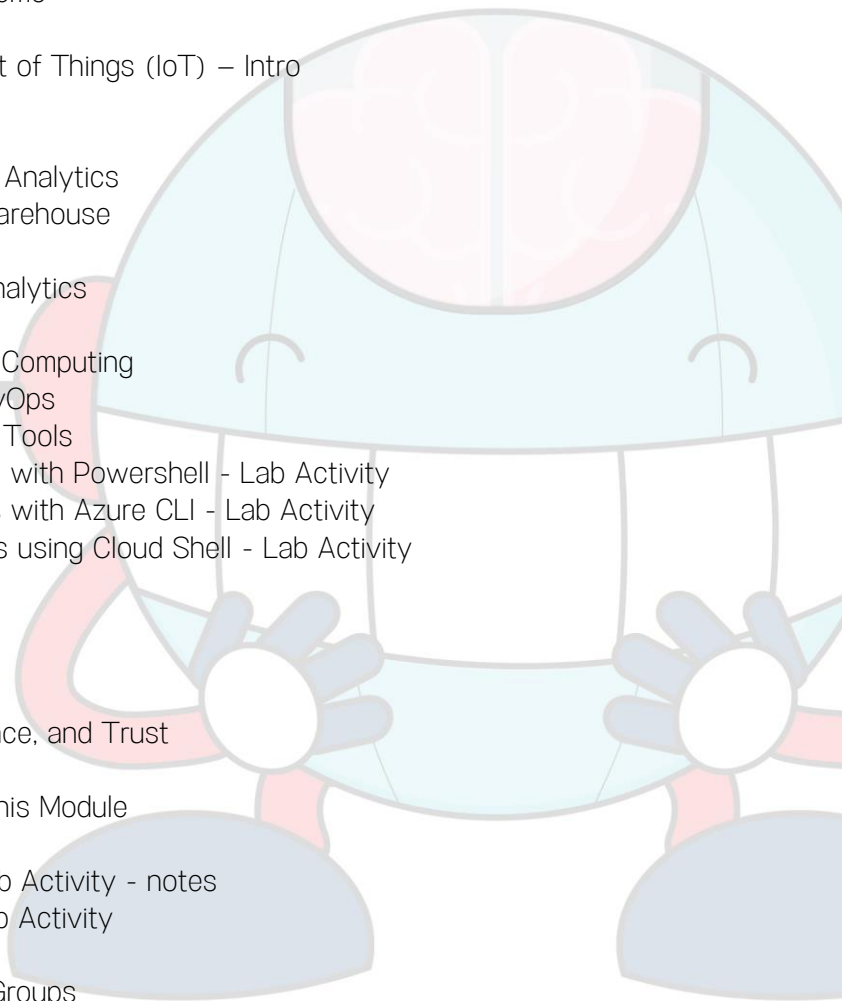 t of Things (IoT) – Intro
Analytics
arehouse
nalytics
Computing
vOps
Tools
with Powershell - Lab Activity
with Azure CLI - Lab Activity
s using Cloud Shell - Lab Activity
ce, and Trust
his Module
b Activity - notes
b Activity
Groups